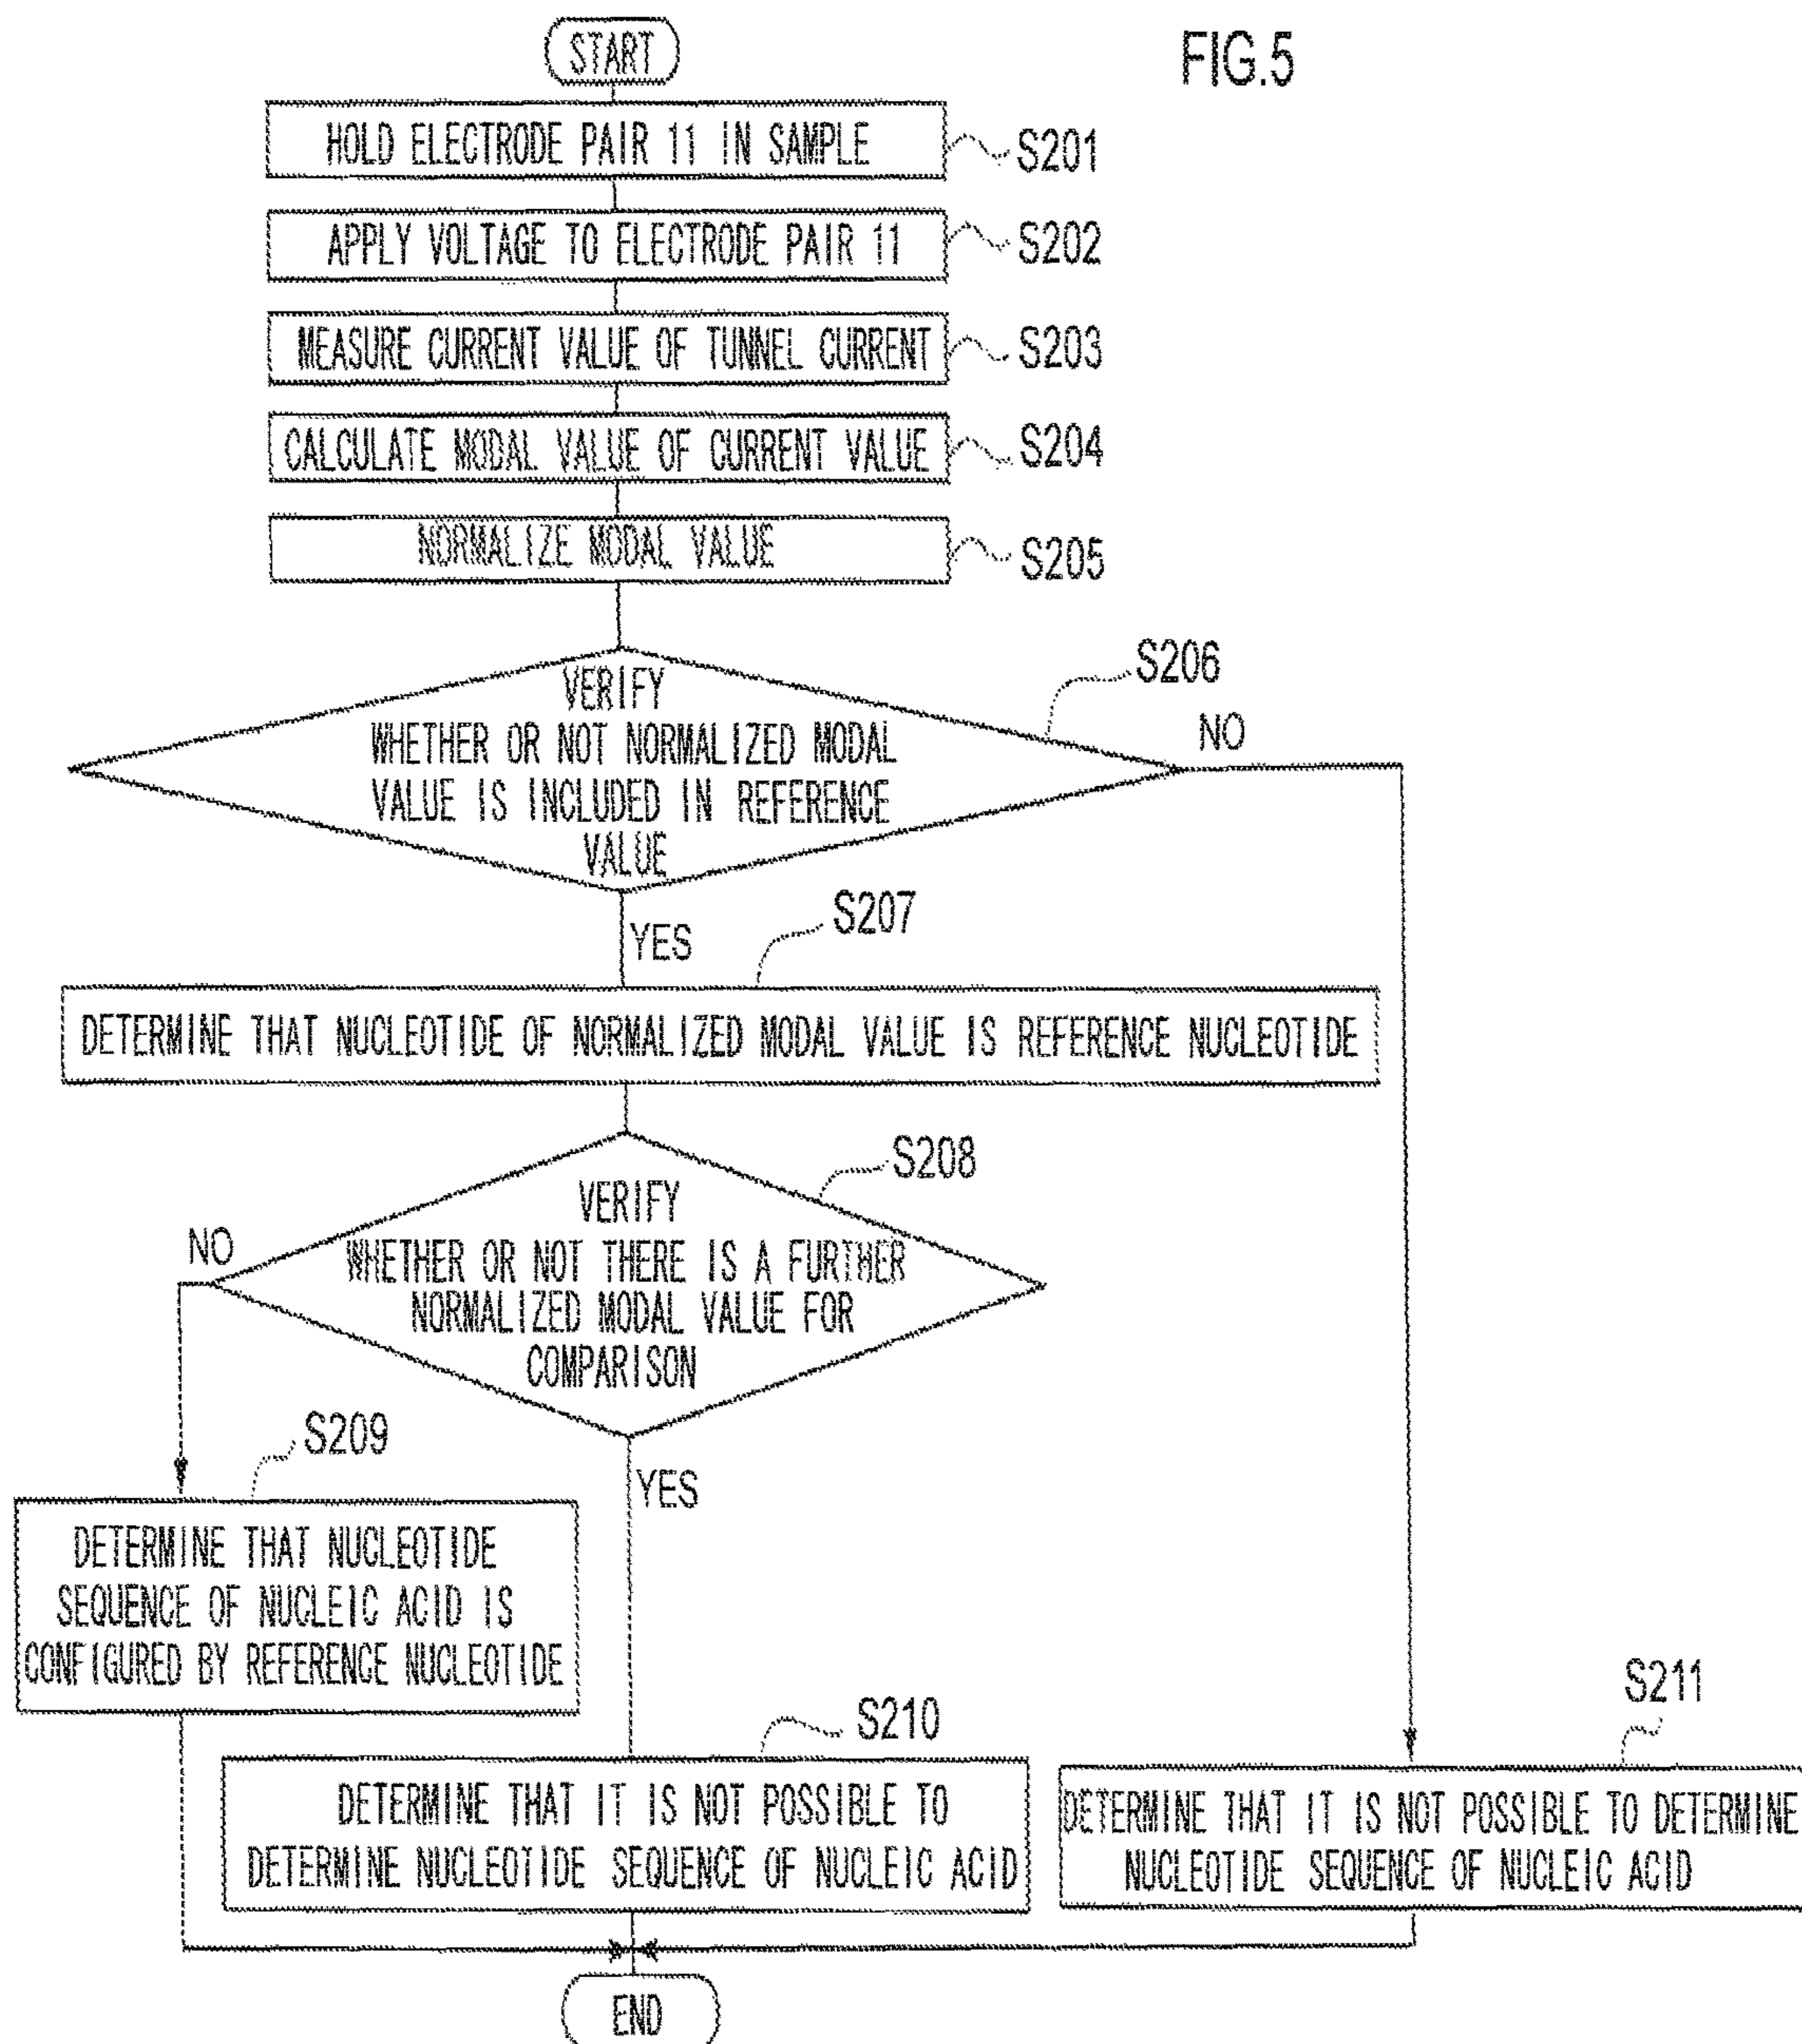 FIG.5
START
HOLD ELECTRODE PAIR 11 IN SAMPLE
S201
APPLY VOLTAGE TO ELECTRODE PAIR 11
S202
MEASURE CURRENT VALUE OF TUNNEL CURRENT
S203
CALCULATE MODAL VALUE OF CURRENT VALUE
S204
NORMALIZE MODAL VALUE
S205
S206
VERIFY
WHETHER OR NOT NORMALIZED MODAL
VALUE IS INCLUDED IN REFERENCE
VALUE
NO
YES
S207
DETERMINE THAT NUCLEOTIDE OF NORMALIZED MODAL VALUE IS REFERENCE NUCLEOTIDE
S208
VERIFY
WHETHER OR NOT THERE IS A FURTHER
NORMALIZED MODAL VALUE FOR
COMPARISON
NO
YES
S209
DETERMINE THAT NUCLEOTIDE
SEQUENCE OF NUCLEIC ACID IS
CONFIGURED BY REFERENCE NUCLEOTIDE
S210
DETERMINE THAT IT IS NOT POSSIBLE TO
DETERMINE NUCLEOTIDE SEQUENCE OF NUCLEIC ACID
S211
DETERMINE THAT IT IS NOT POSSIBLE TO DETERMINE
NUCLEOTIDE SEQUENCE OF NUCLEIC ACID
END